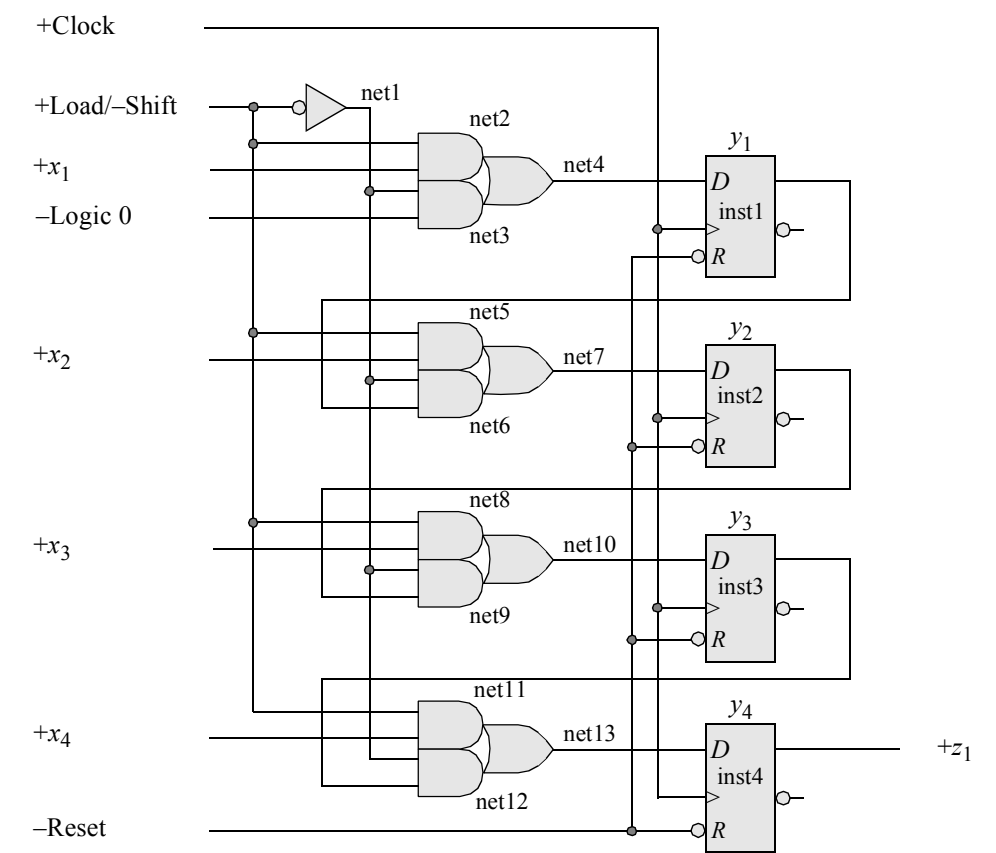 +Clock
+Load/–Shift
net1
net2
+x1
net4
y1
D
–Logic 0
inst1
net3
R
net5
y2
+x2
net7
D
inst2
net6
R
net8
y3
+x3
net10
D
inst3
net9
R
net11
y4
+x4
net13
D
+z1
inst4
net12
–Reset
R